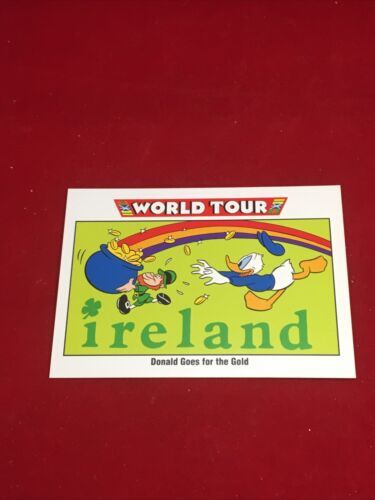 WORLD TOUR
ireland
Donald Goes for the Gold